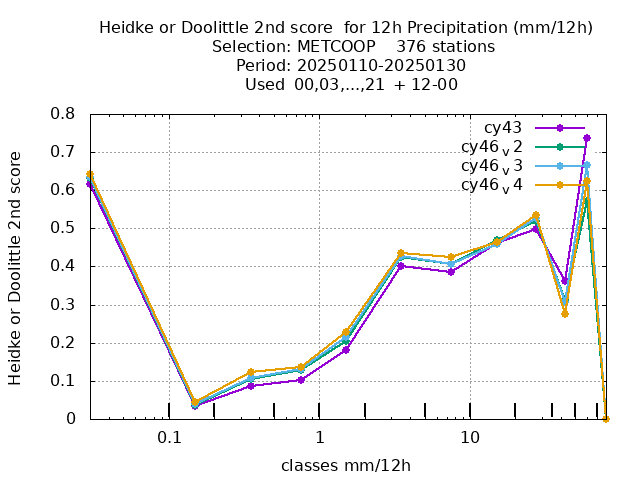 Heidke or Doolittle 2nd score  for 12h Precipitation (mm/12h)
Selection: METCOOP    376 stations
Period: 20250110-20250130
Used  00,03,...,21  + 12-00
Heidke or Doolittle 2nd score
0.8
0.7
0.6
0.5
0.4
0.3
0.2
0.1
0
cy43
cy46 v 2
cy46 v 3
cy46 v 4
0.1 1 10
classes mm/12h